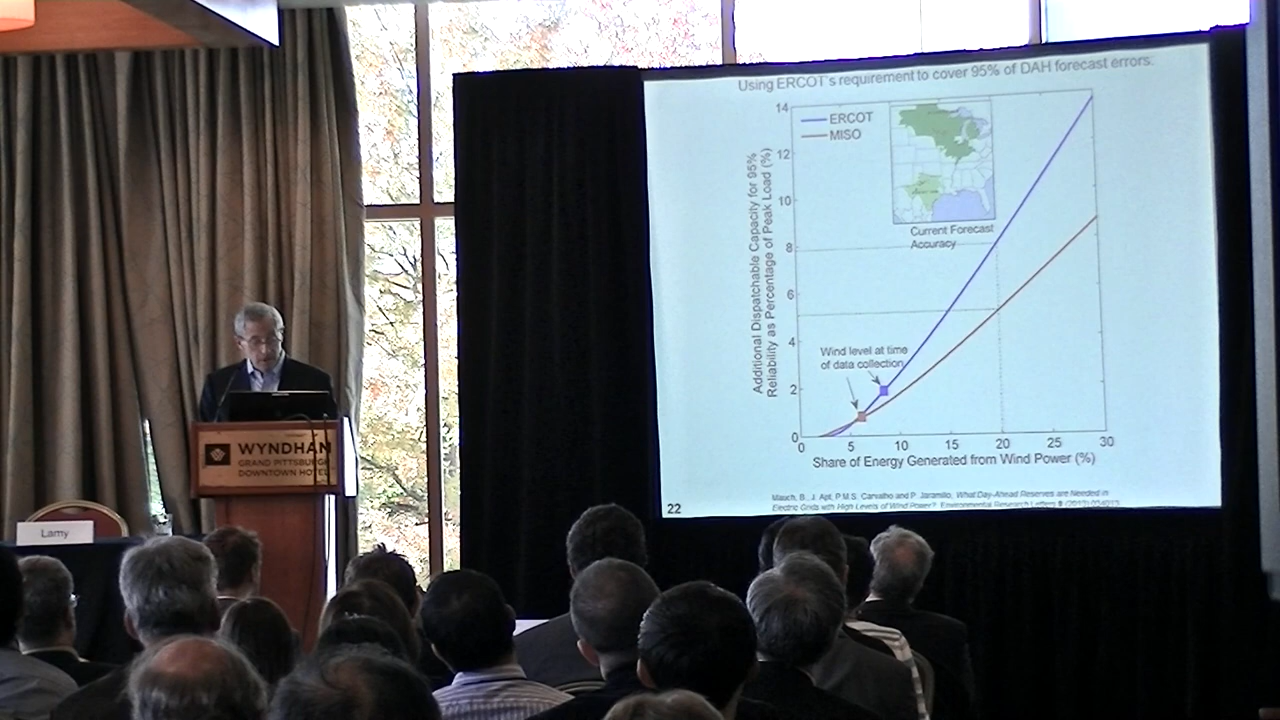 Using ERCOT's requirement to cover 95% of DAH forecast errors:
14
12
10
8
6
4
2
0
ERCOT
MISO
Current Forecast
Accuracy
Additional Dispatchable Capacity for 95%
Reliability as Percentage of Peak Load (%)
Wind level at time
of data collection
0 5 10 15 20 25 30
Share of Energy Generated from Wind Power (%)
Mauch, B., J. Apt, P.M.S. Carvalho and P. Jaramillo, What Day-Ahead Reserves are Needed in
Electric Grids with High Levels of Wind Power? Environmental Research Letters 8 (2013) 034013
22
WYNDHAM
GRAND PITTSBURGH
DOWNTOWN HOTEL
Lamy